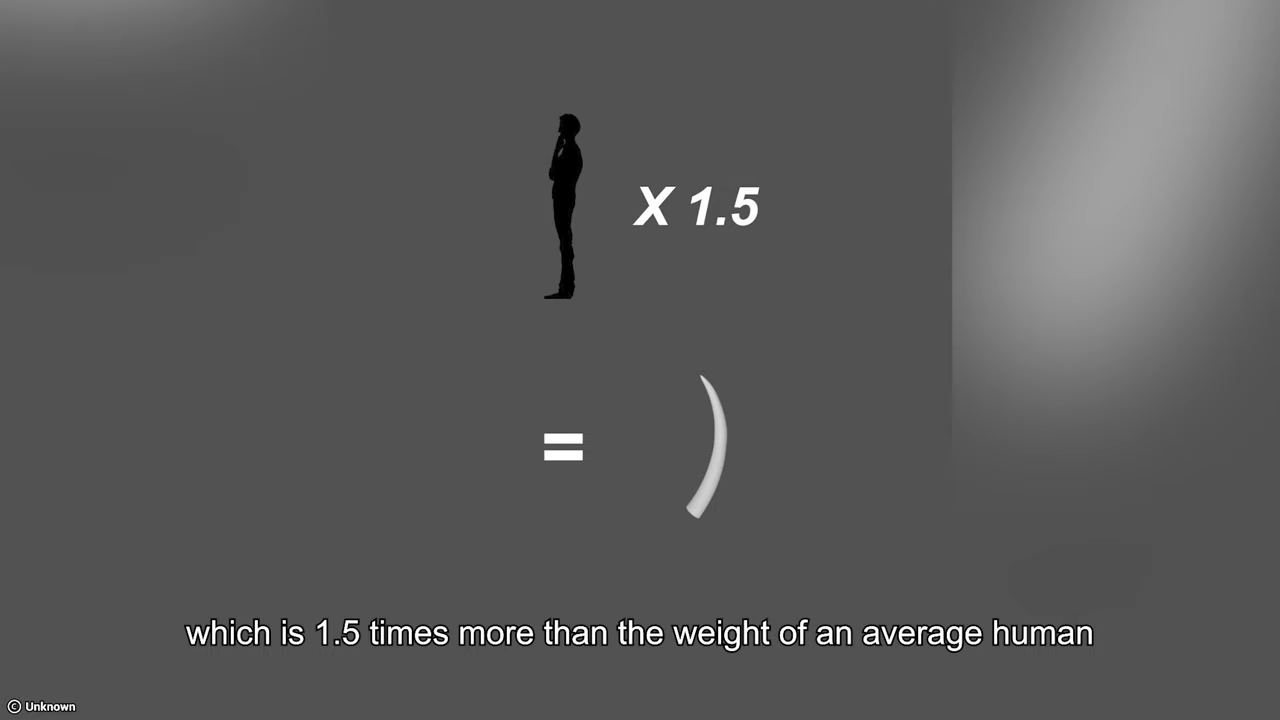 X 1.5
=
which is 1.5 times more than the weight of an average human
© Unknown